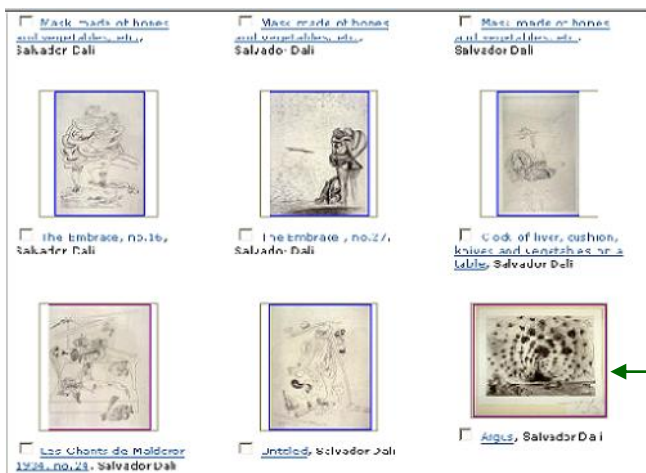 Mask made of bones
Mask made of bones
Mask made of bones
and vegetables, etc.,
and vegetables, etc.,
and vegetables, etc.,
Salvador Dali
Salvador Dali
Salvador Dali
The Embrace, no.16,
Salvador Dali
The Embrace, no.27,
Salvador Dali
Clock of liver, cushion,
knives and vegetables on a
table, Salvador Dali
Les Chants de Maldoror
1934, no.24, Salvador Dali
Untitled, Salvador Dali
Argus, Salvador Dali